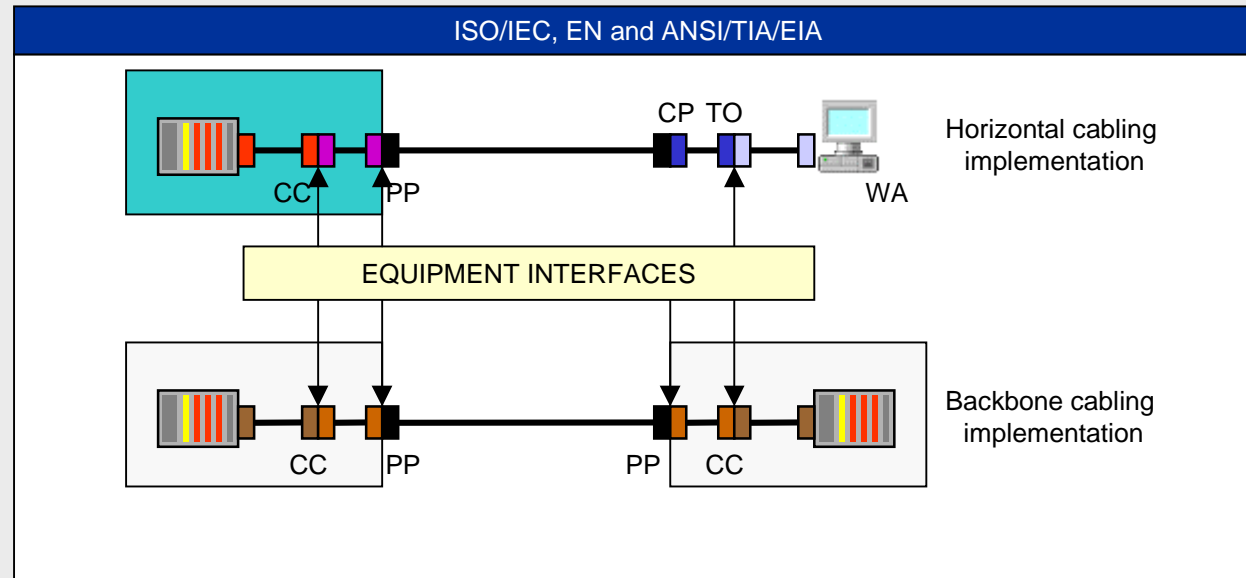 ISO/IEC, EN and ANSI/TIA/EIA
CP TO
Horizontal cabling
implementation
CC PP WA
EQUIPMENT INTERFACES
Backbone cabling
implementation
CC PP PP CC